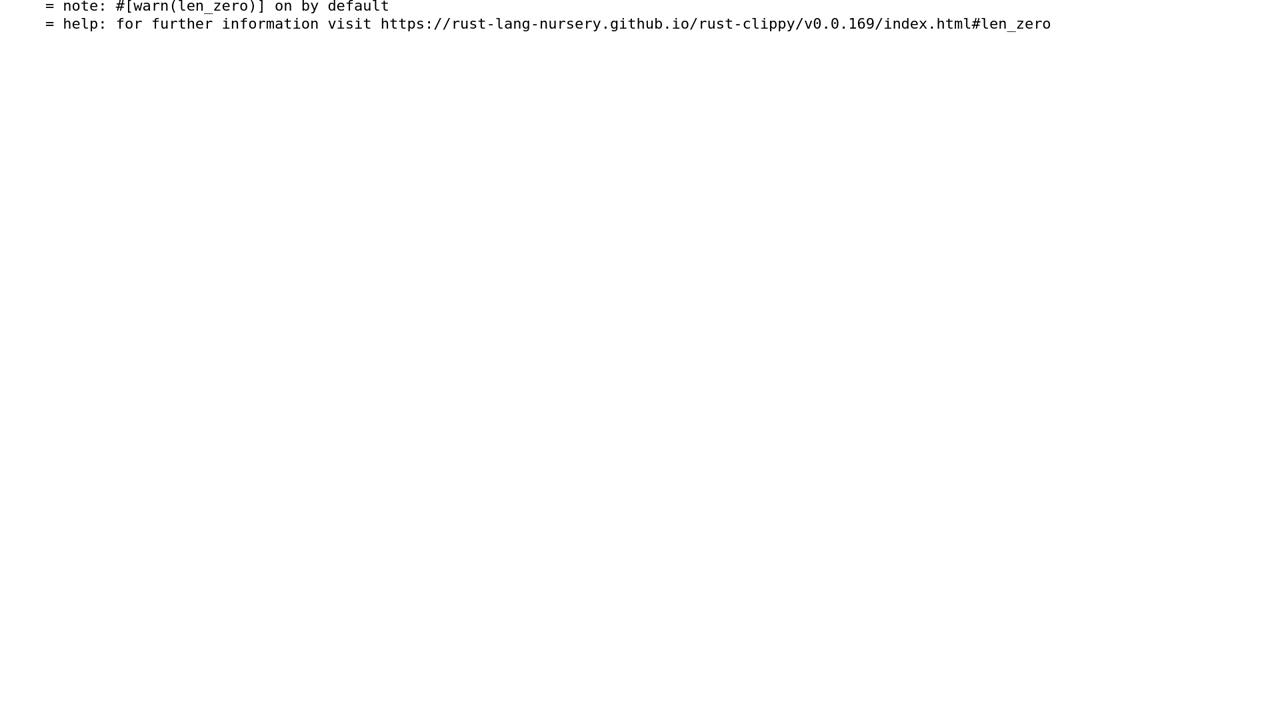 = note: #[warn(len_zero)] on by default
= help: for further information visit https://rust-lang-nursery.github.io/rust-clippy/v0.0.169/index.html#len_zero